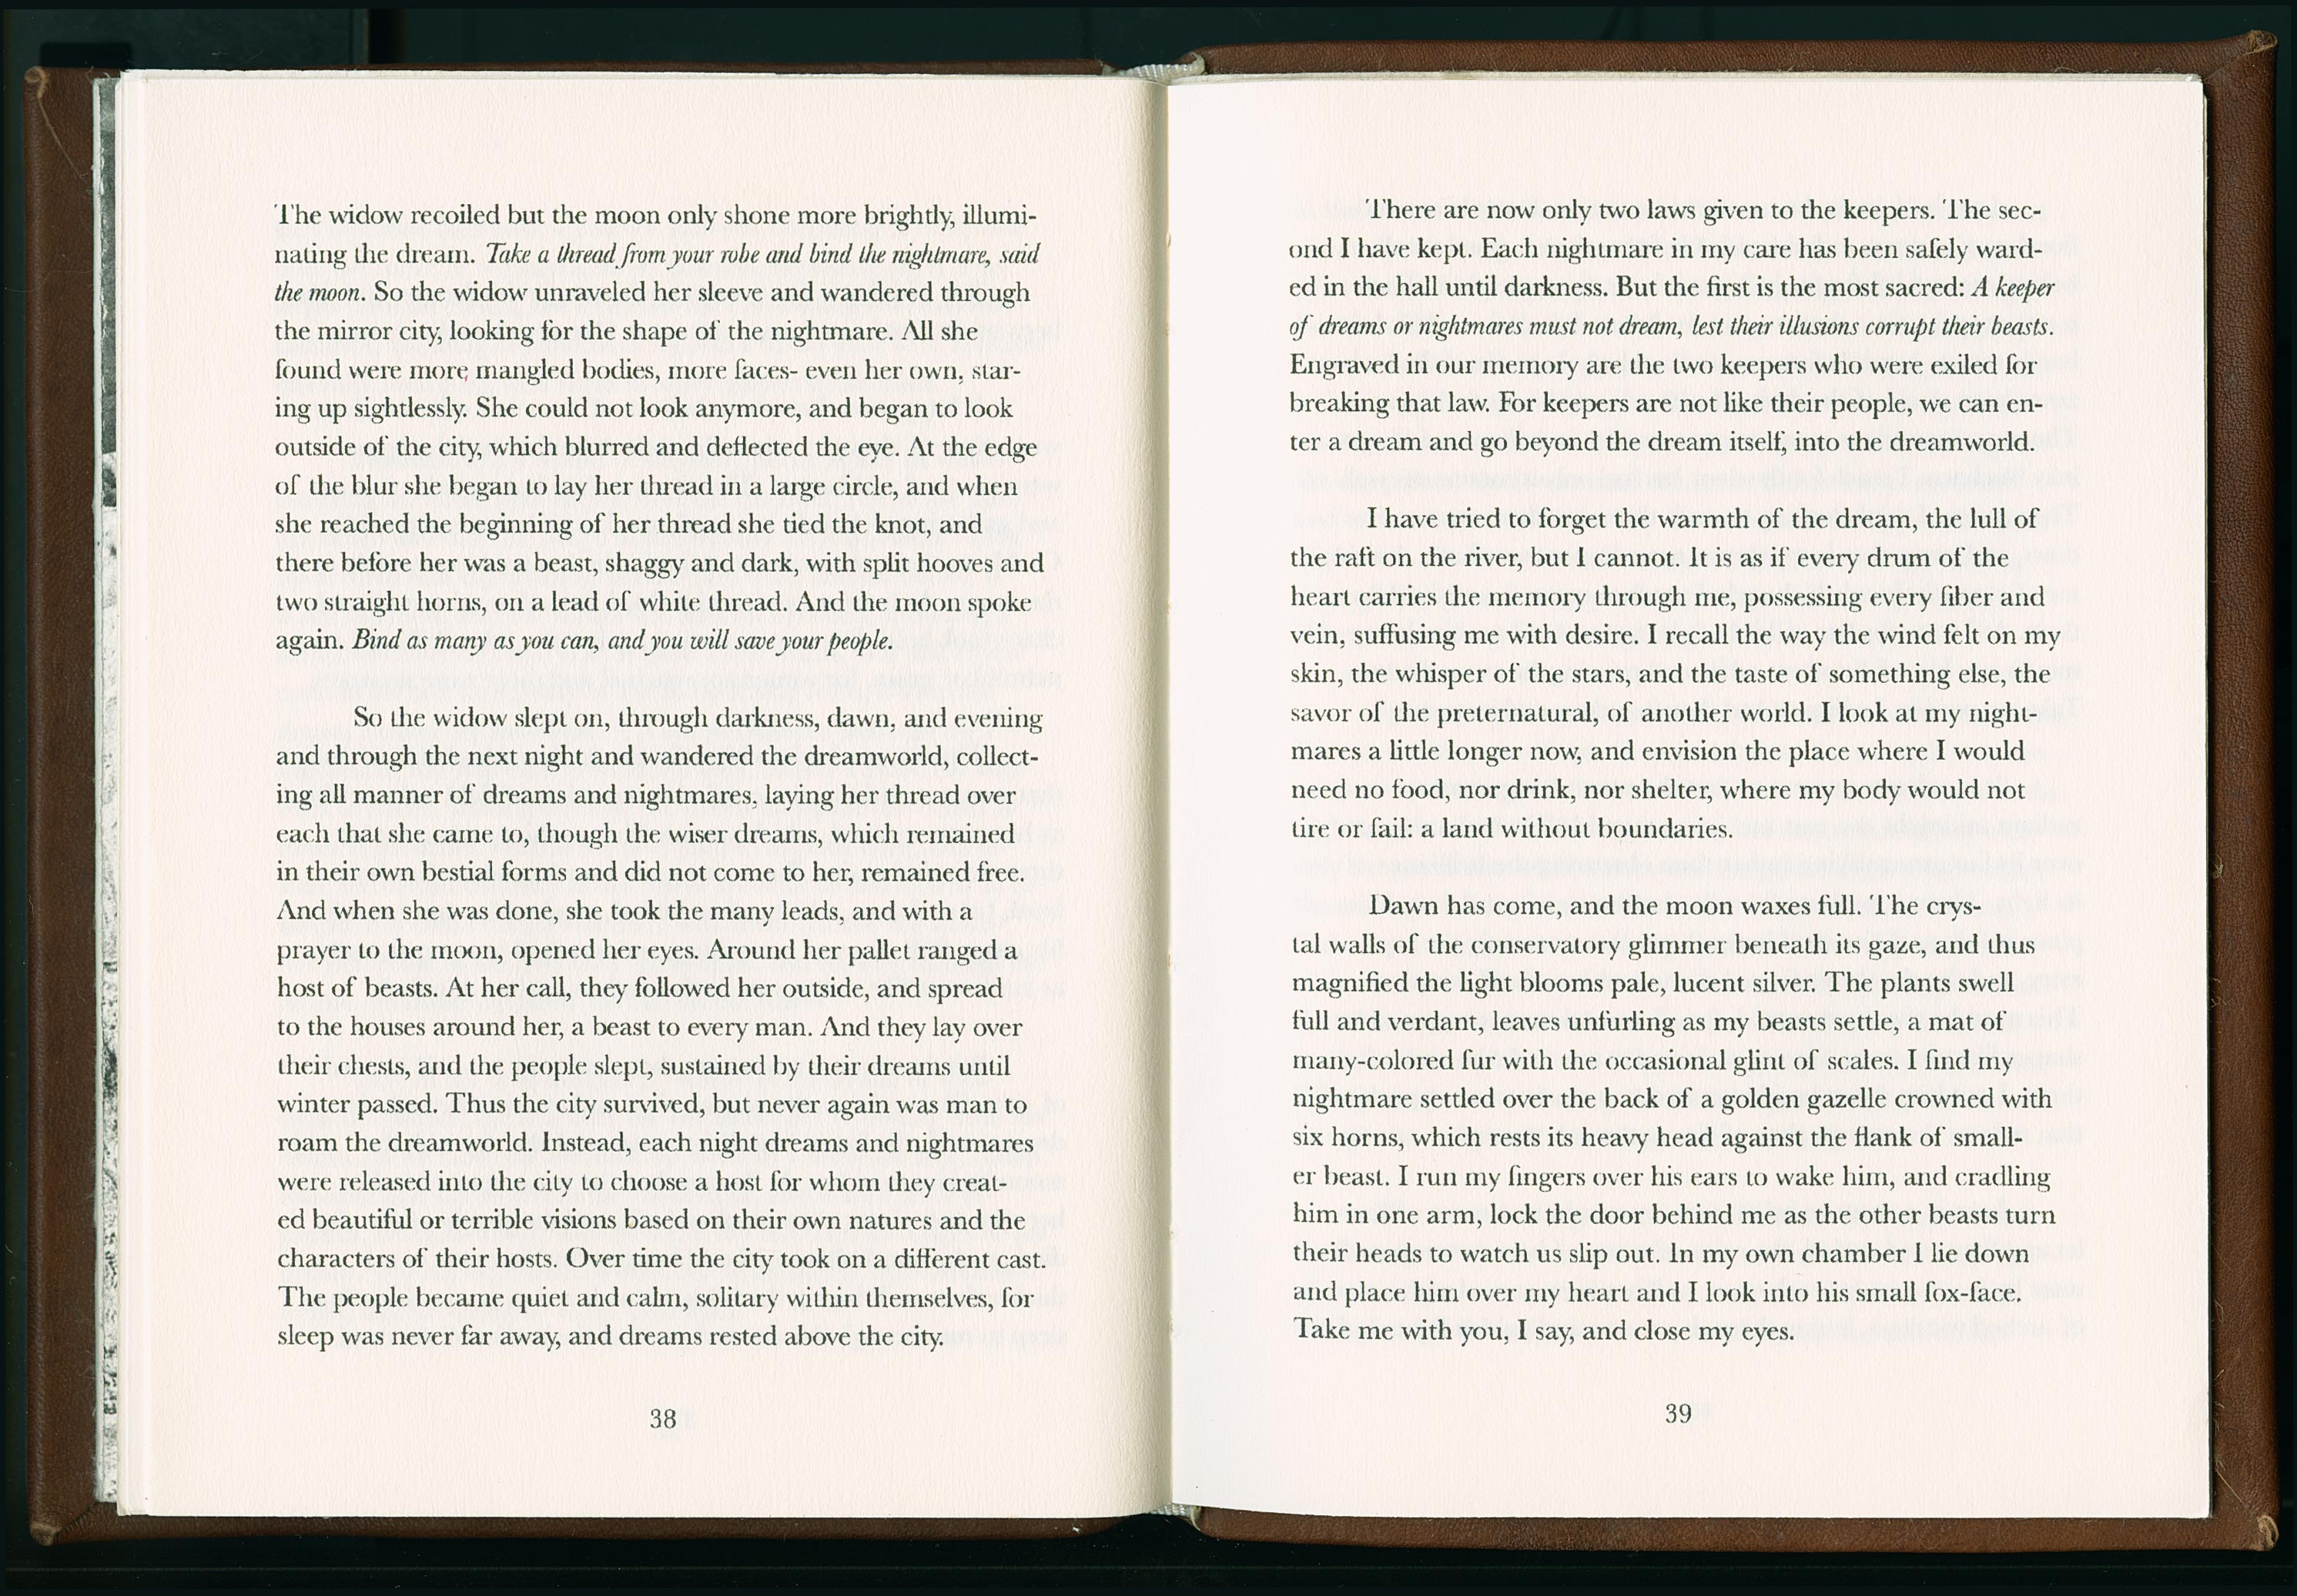 The widow recoiled but the moon only shone more brightly, illumi-
nating the dream. Take a thread from your robe and bind the nightmare, said
the moon. So the widow unraveled her sleeve and wandered through
the mirror city, looking for the shape of the nightmare. All she
found were more mangled bodies, more faces- even her own, star-
ing up sightlessly. She could not look anymore, and began to look
outside of the city, which blurred and deflected the eye. At the edge
of the blur she began to lay her thread in a large circle, and when
she reached the beginning of her thread she tied the knot, and
there before her was a beast, shaggy and dark, with split hooves and
two straight horns, on a lead of white thread. And the moon spoke
again. Bind as many as you can, and you will save your people.
So the widow slept on, through darkness, dawn, and evening
and through the next night and wandered the dreamworld, collect-
ing all manner of dreams and nightmares, laying her thread over
each that she came to, though the wiser dreams, which remained
in their own bestial forms and did not come to her, remained free.
And when she was done, she took the many leads, and with a
prayer to the moon, opened her eyes. Around her pallet ranged a
host of beasts. At her call, they followed her outside, and spread
to the houses around her, a beast to every man. And they lay over
their chests, and the people slept, sustained by their dreams until
winter passed. Thus the city survived, but never again was man to
roam the dreamworld. Instead, each night dreams and nightmares
were released into the city to choose a host for whom they creat-
ed beautiful or terrible visions based on their own natures and the
characters of their hosts. Over time the city took on a different cast.
The people became quiet and calm, solitary within themselves, for
sleep was never far away, and dreams rested above the city.
38
There are now only two laws given to the keepers. The sec-
ond I have kept. Each nightmare in my care has been safely ward-
ed in the hall until darkness. But the first is the most sacred: A keeper
of dreams or nightmares must not dream, lest their illusions corrupt their beasts.
Engraved in our memory are the two keepers who were exiled for
breaking that law. For keepers are not like their people, we can en-
ter a dream and go beyond the dream itself, into the dreamworld.
I have tried to forget the warmth of the dream, the lull of
the raft on the river, but I cannot. It is as if every drum of the
heart carries the memory through me, possessing every fiber and
vein, suffusing me with desire. I recall the way the wind felt on my
skin, the whisper of the stars, and the taste of something else, the
savor of the preternatural, of another world. I look at my night-
mares a little longer now, and envision the place where I would
need no food, nor drink, nor shelter, where my body would not
tire or fail: a land without boundaries.
Dawn has come, and the moon waxes full. The crys-
tal walls of the conservatory glimmer beneath its gaze, and thus
magnified the light blooms pale, lucent silver. The plants swell
full and verdant, leaves unfurling as my beasts settle, a mat of
many-colored fur with the occasional glint of scales. I find my
nightmare settled over the back of a golden gazelle crowned with
six horns, which rests its heavy head against the flank of small-
er beast. I run my fingers over his ears to wake him, and cradling
him in one arm, lock the door behind me as the other beasts turn
their heads to watch us slip out. In my own chamber I lie down
and place him over my heart and I look into his small fox-face.
Take me with you, I say, and close my eyes.
39